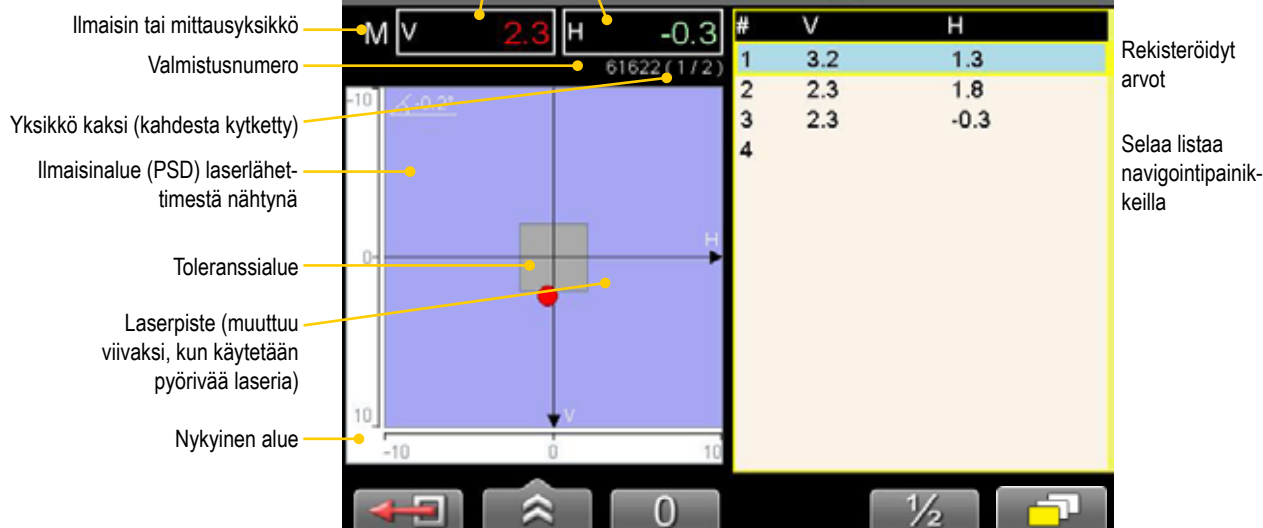 Ilmaisin tai mittausyksikkö
Valmistusnumero
Yksikkö kaksi (kahdesta kytketty)
Ilmaisinalue (PSD) laserlähet-
timestä nähtynä
Toleranssialue
Laserpiste (muuttuu
viivaksi, kun käytetään
pyörivää laseria)
Nykyinen alue
M V 2.3 H -0.3
61622(1/2)
-10
-0.2°
0
H
10
V
-10 0 10
# V H
1 3.2 1.3
2 2.3 1.8
3 2.3 -0.3
4
0
½
Rekisteröidyt
arvot
Selaa listaa
navigointipainik-
keilla